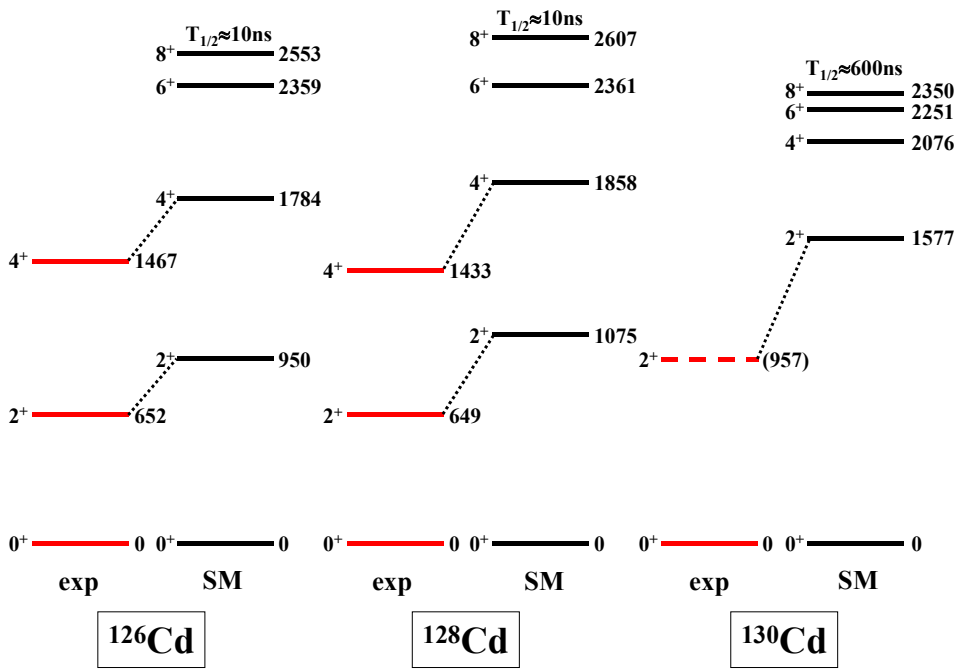 T1/2≈10ns
8+ 2553
6+ 2359
4+ 1784
4+ 1467
2+ 950
2+ 652
0+ 0
0+ 0
exp SM
126Cd
T1/2≈10ns
8+ 2607
6+ 2361
4+ 1858
4+ 1433
2+ 1075
2+ 649
0+ 0
0+ 0
exp SM
128Cd
T1/2≈600ns
8+ 2350
6+ 2251
4+ 2076
2+ 1577
2+ (957)
0+ 0
0+ 0
exp SM
130Cd